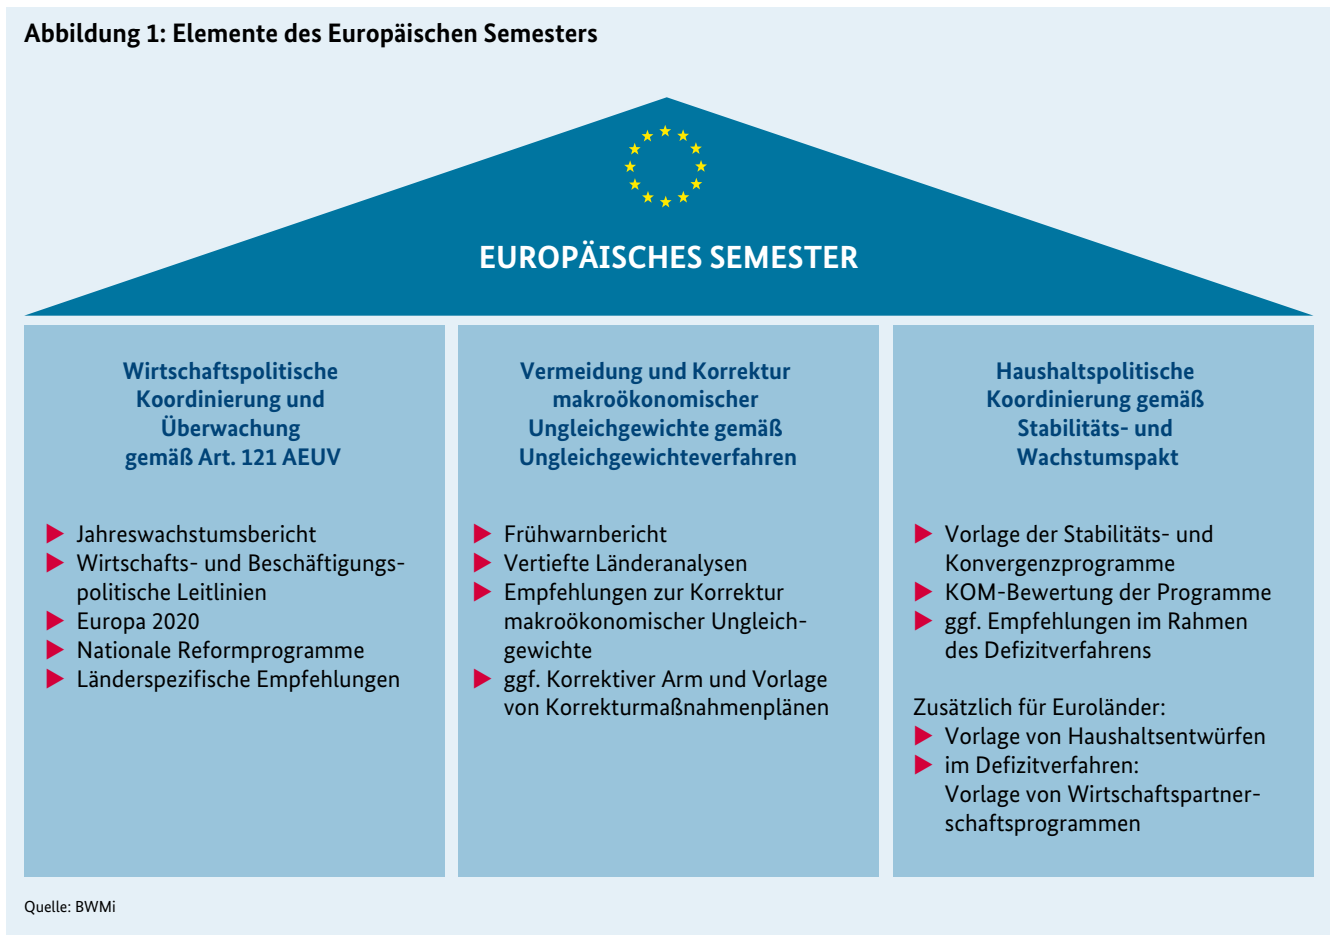 Abbildung 1: Elemente des Europäischen Semesters
EUROPÄISCHES SEMESTER
Wirtschaftspolitische
Koordinierung und
Überwachung
gemäß Art. 121 AEUV
Jahreswachstumsbericht
Wirtschafts- und Beschäftigungs-
politische Leitlinien
Europa 2020
Nationale Reformprogramme
Länderspezifische Empfehlungen
Vermeidung und Korrektur
makroökonomischer
Ungleichgewichte gemäß
Ungleichgewichteverfahren
Frühwarnbericht
Vertiefte Länderanalysen
Empfehlungen zur Korrektur
makroökonomischer Ungleich-
gewichte
ggf. Korrektiver Arm und Vorlage
von Korrekturmaßnahmenplänen
Haushaltspolitische
Koordinierung gemäß
Stabilitäts- und
Wachstumspakt
Vorlage der Stabilitäts- und
Konvergenzprogramme
KOM-Bewertung der Programme
ggf. Empfehlungen im Rahmen
des Defizitverfahrens
Zusätzlich für Euroländer:
Vorlage von Haushaltsentwürfen
im Defizitverfahren:
Vorlage von Wirtschaftspartner-
schaftsprogrammen
Quelle: BWMi